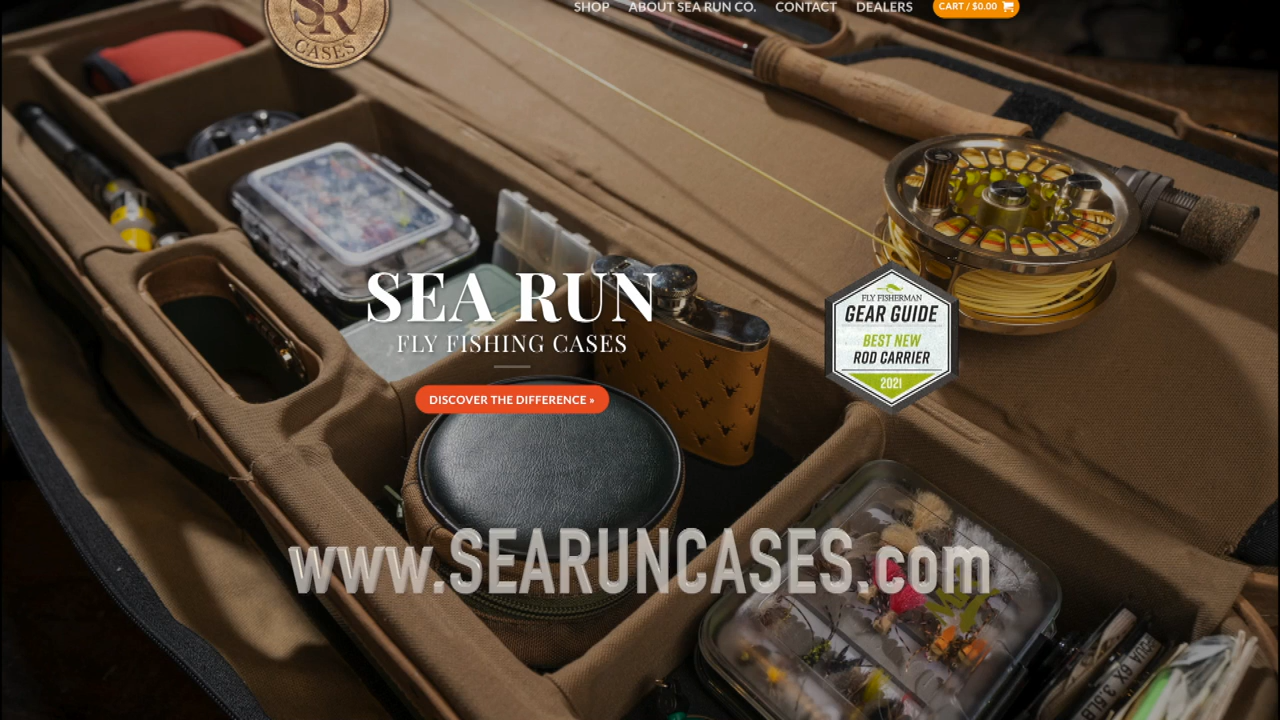 SR
CASES
SHOP
ABOUT SEA RUN CO.
CONTACT
DEALERS
CART / $0.00
SEA RUN
FLY FISHING CASES
DISCOVER THE DIFFERENCE »
FLY FISHERMAN
GEAR GUIDE
BEST NEW
ROD CARRIER
2021
www.SEARUNCASES.com
6X